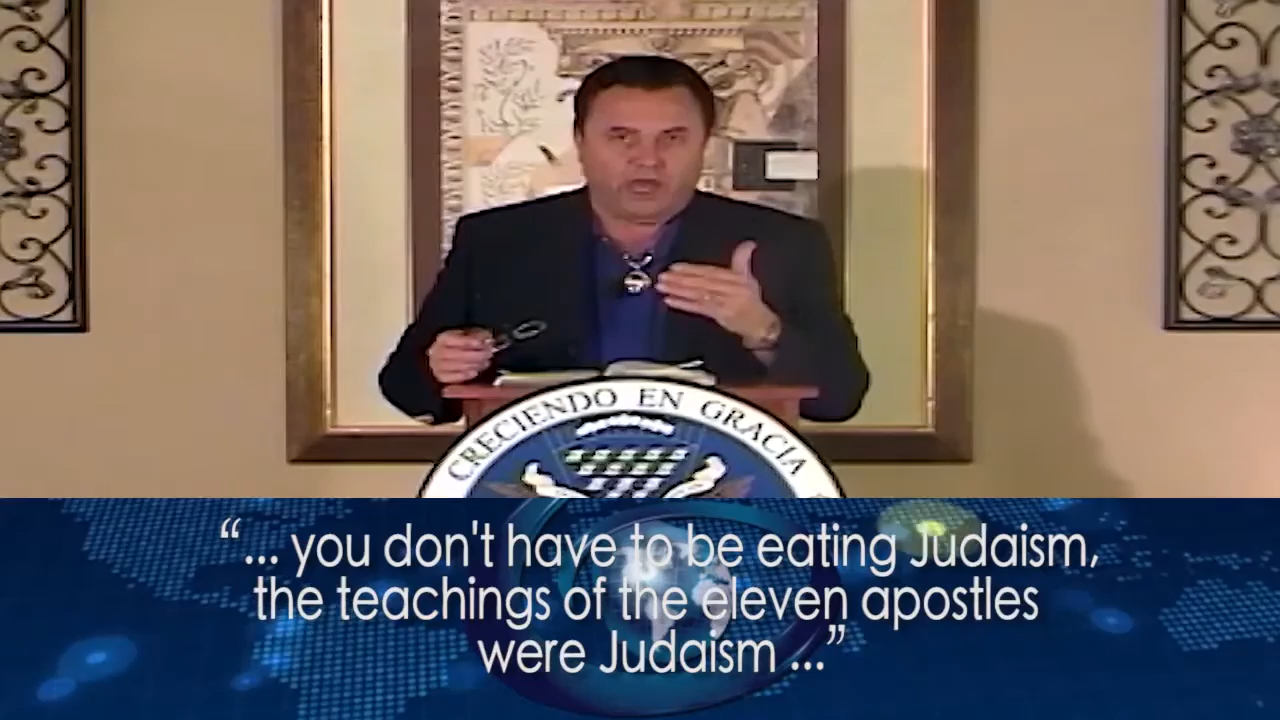 CRECIENDO EN GRACIA
“... you don't have to be eating Judaism,
the teachings of the eleven apostles
were Judaism ...”